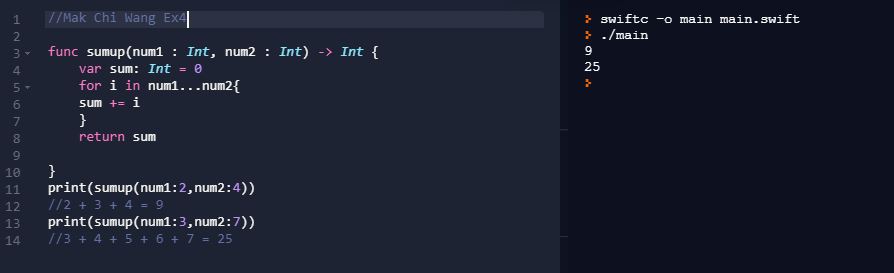 1 //Mak Chi Wang Ex4
2
3 func sumup(num1 : Int, num2 : Int) -> Int {
4     var sum: Int = 0
5     for i in num1...num2{
6     sum += i
7     }
8     return sum
9
10 }
11 print(sumup(num1:2,num2:4))
12 //2 + 3 + 4 = 9
13 print(sumup(num1:3,num2:7))
14 //3 + 4 + 5 + 6 + 7 = 25
swiftc -o main main.swift
./main
9
25